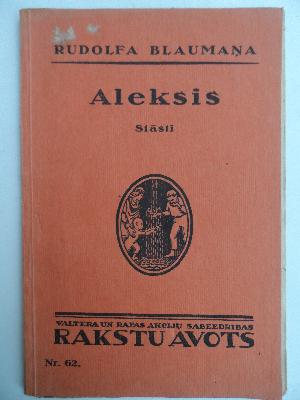 RUDOLFA BLAUMAŅA
Aleksis
Stāsti
VALTERA UN RAPAS AKCIJU SABEEDRIBAS
RAKSTU AVOTS
Nr. 62.